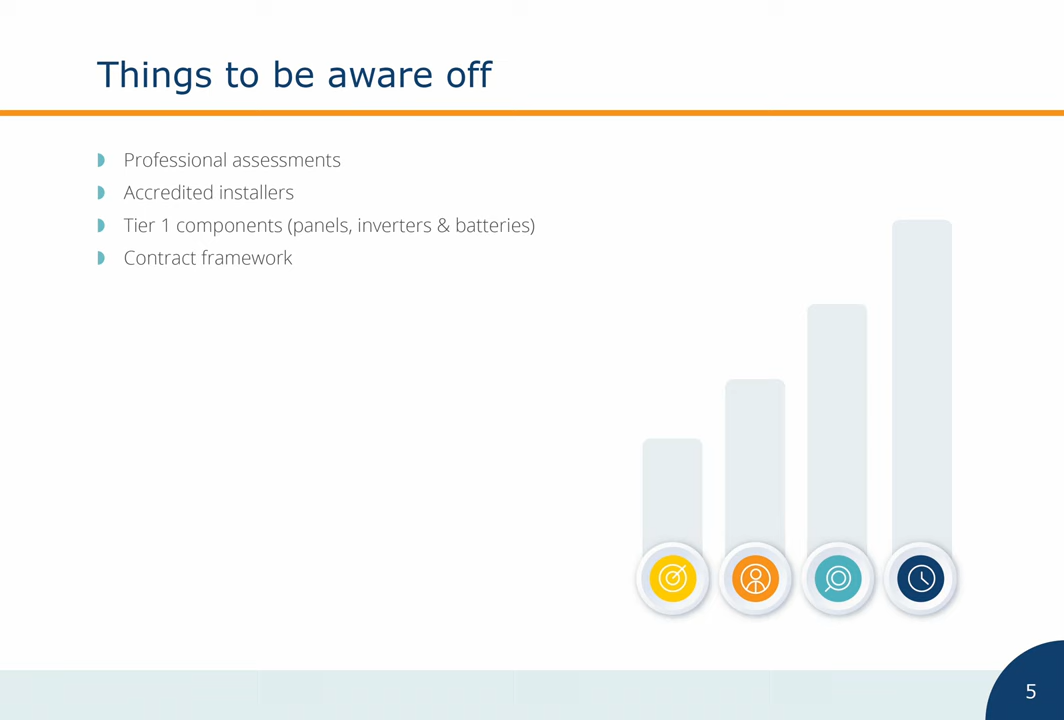 Things to be aware off
Professional assessments
Accredited installers
Tier 1 components (panels, inverters & batteries)
Contract framework
5